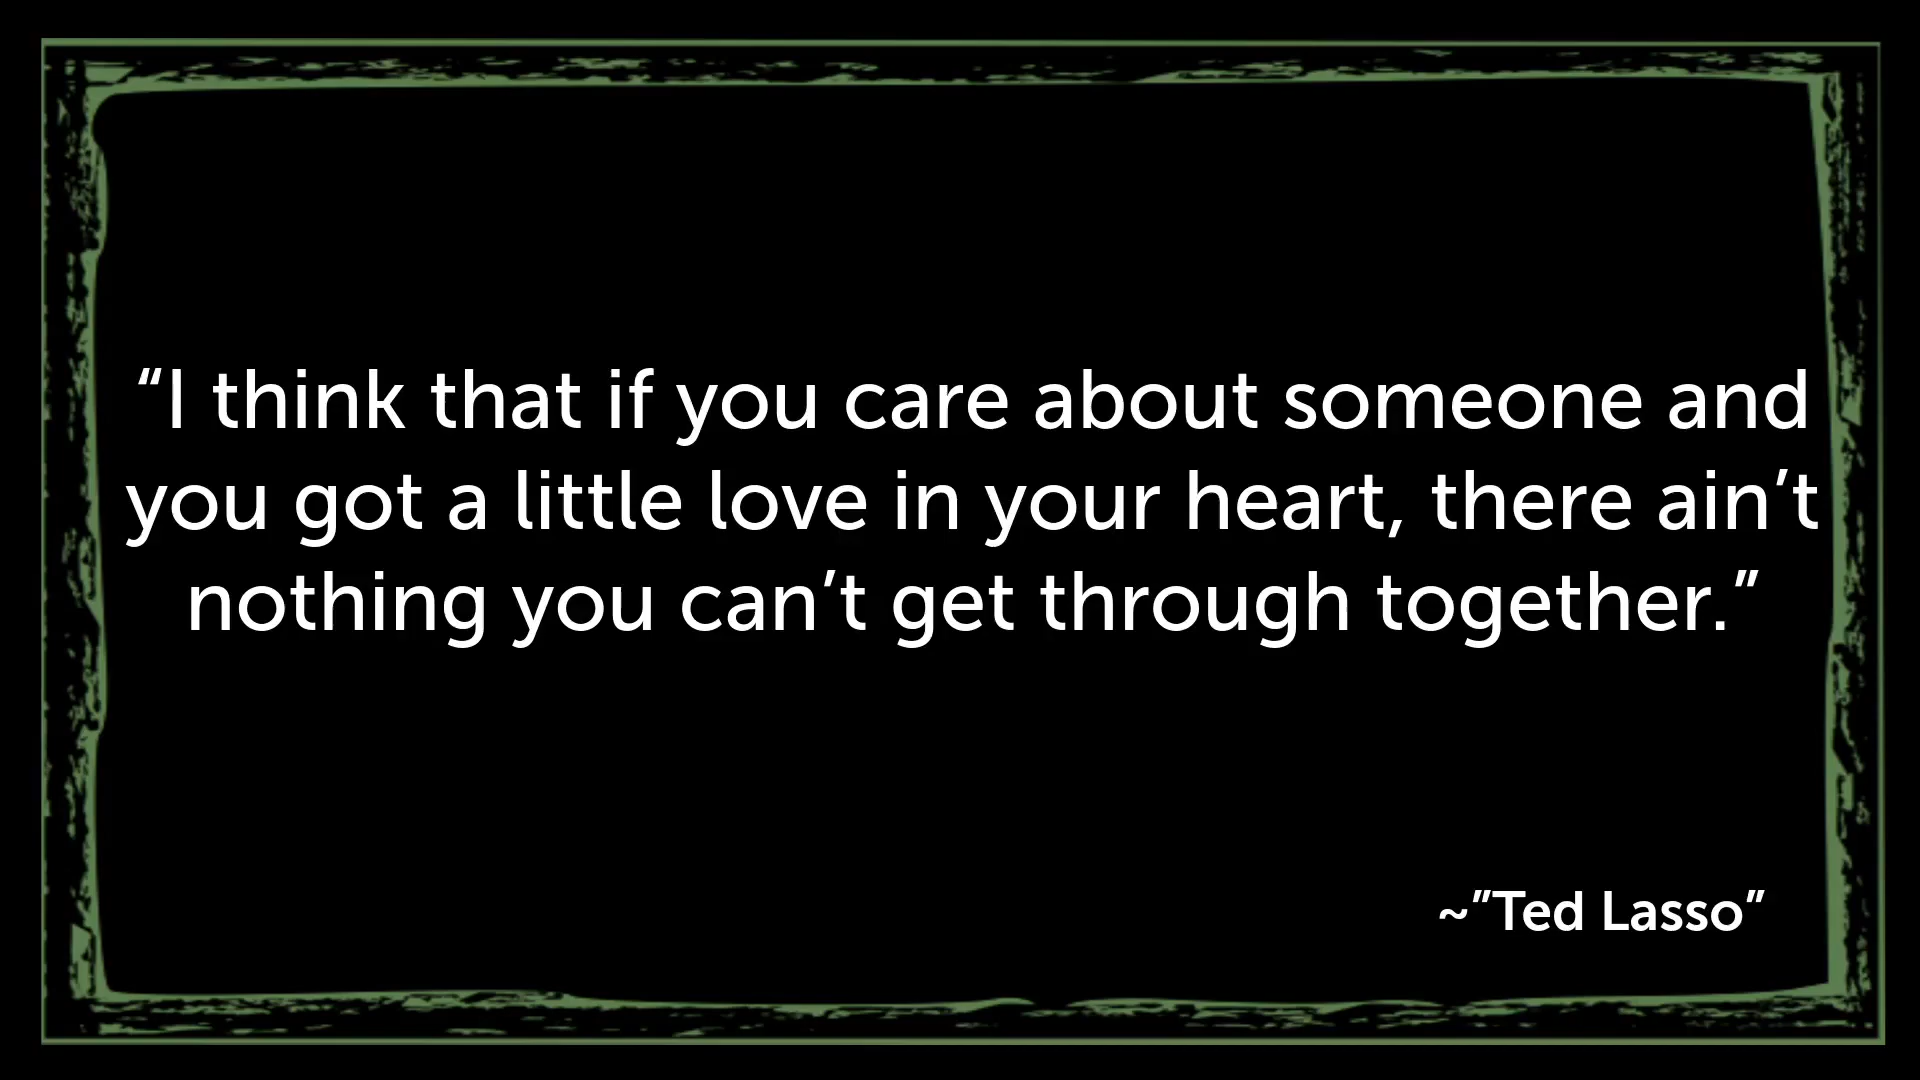 “I think that if you care about someone and
you got a little love in your heart, there ain’t
nothing you can’t get through together.”
~”Ted Lasso”